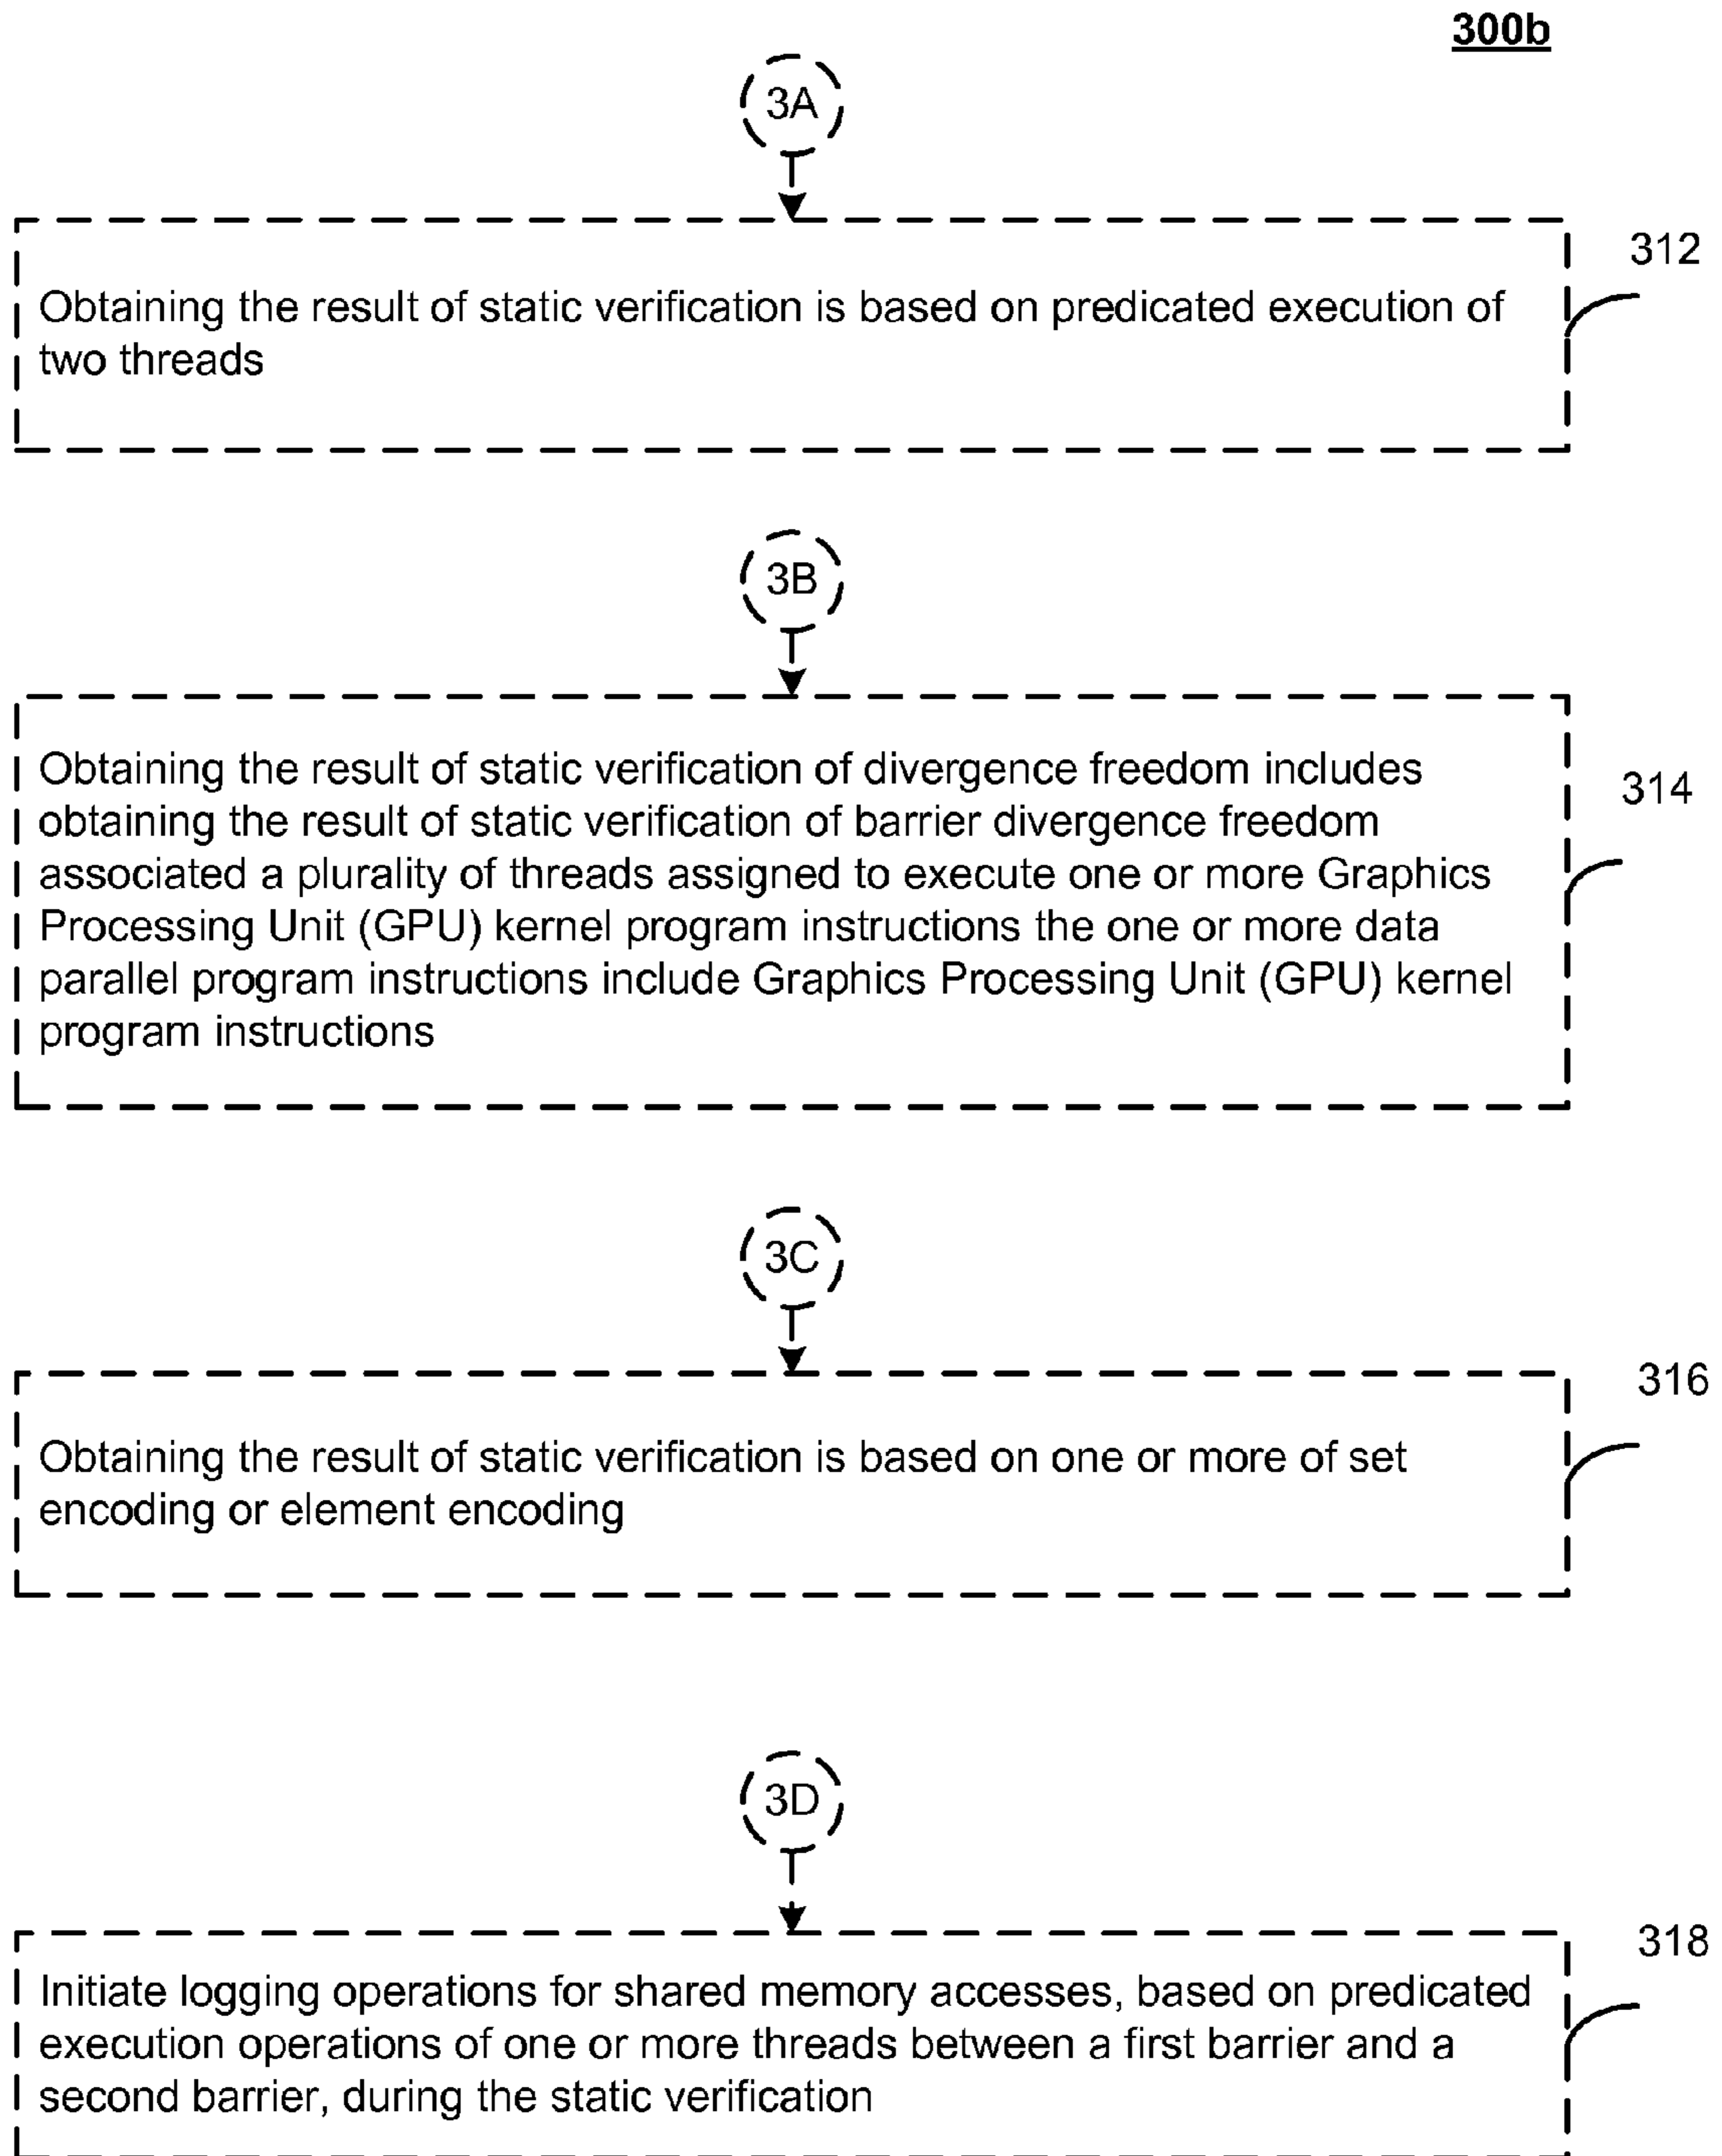 300b
3A
312
Obtaining the result of static verification is based on predicated execution of
two threads
3B
314
Obtaining the result of static verification of divergence freedom includes
obtaining the result of static verification of barrier divergence freedom
associated a plurality of threads assigned to execute one or more Graphics
Processing Unit (GPU) kernel program instructions the one or more data
parallel program instructions include Graphics Processing Unit (GPU) kernel
program instructions
3C
316
Obtaining the result of static verification is based on one or more of set
encoding or element encoding
3D
318
Initiate logging operations for shared memory accesses, based on predicated
execution operations of one or more threads between a first barrier and a
second barrier, during the static verification